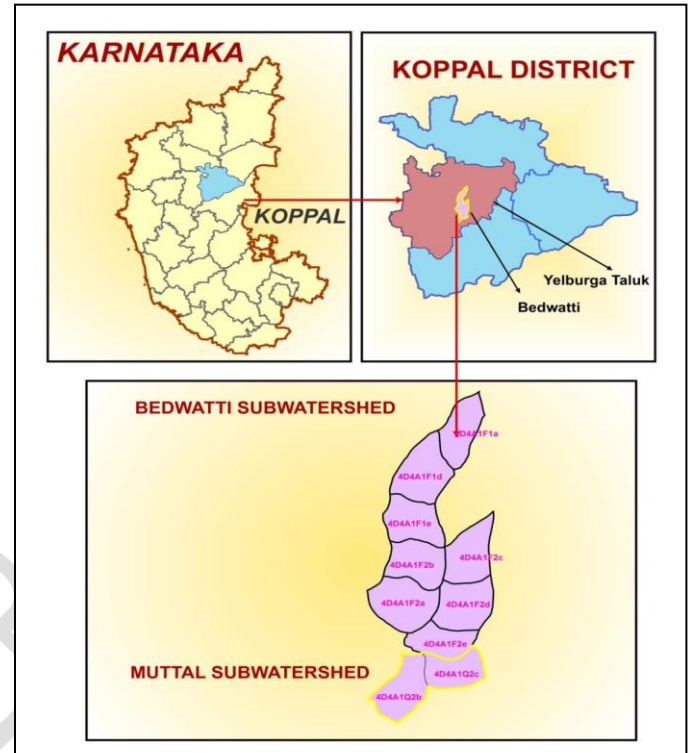 KARNATAKA
KOPPAL
KOPPAL DISTRICT
Yelburga Taluk
Bedwatti
BEDWATTI SUBWATERSHED
4D4A1F1a
4D4A1F1d
4D4A1F1e
4D4A1F2b
4D4A1F2c
4D4A1F2a
4D4A1F2d
4D4A1F2e
MUTTAL SUBWATERSHED
4D4A1Q2c
4D4A1Q2b